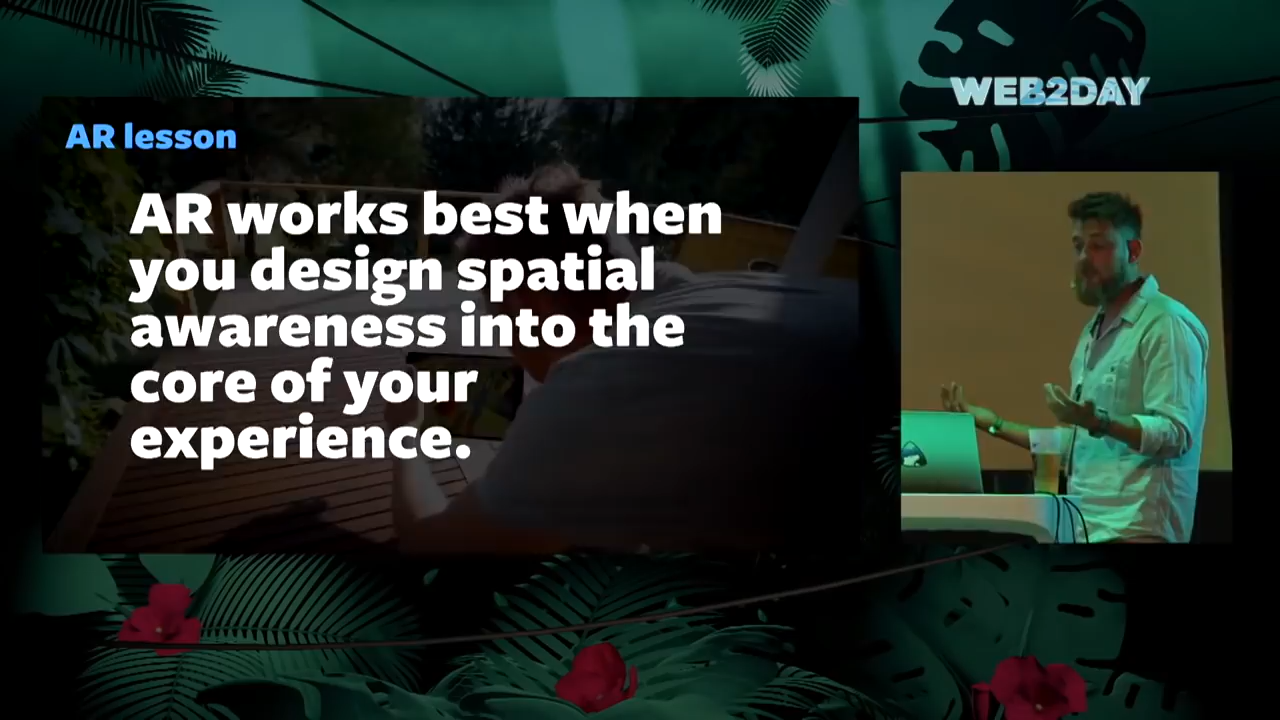 WEB2DAY
AR lesson
AR works best when
you design spatial
awareness into the
core of your
experience.